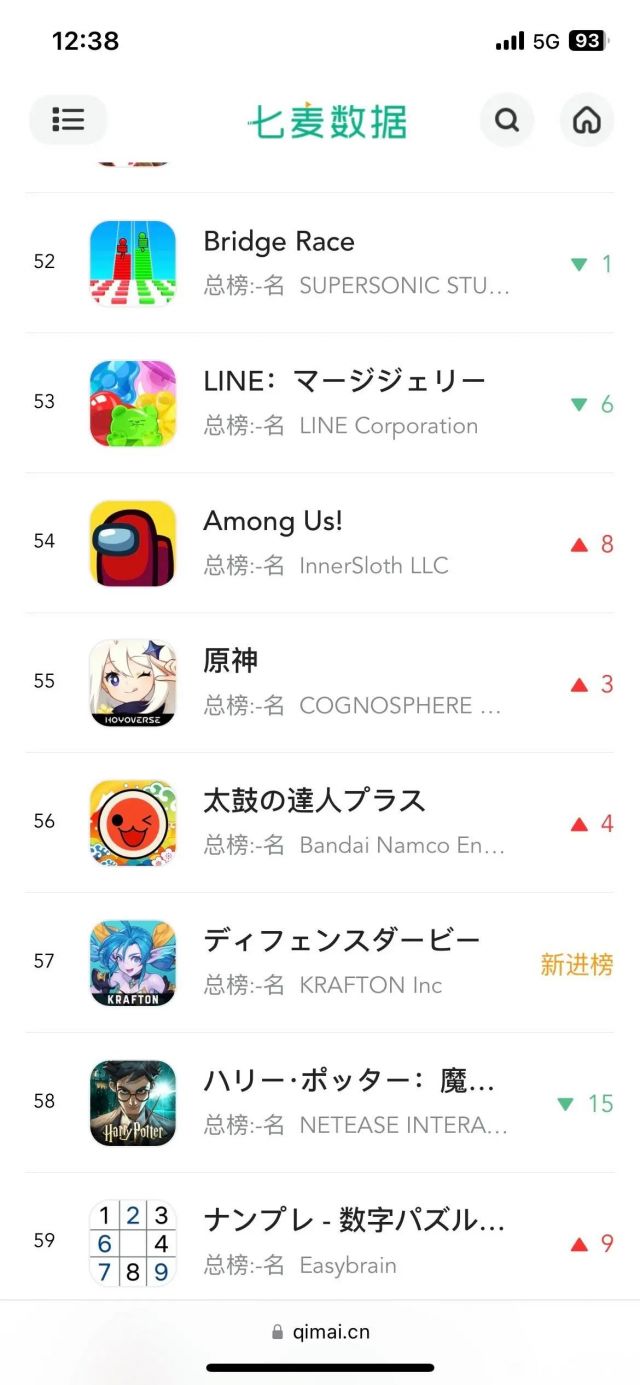 12:38
5G 93
七麦数据
52
Bridge Race
总榜:-名 SUPERSONIC STU...
▼ 1
53
LINE：マージジェリー
总榜:-名 LINE Corporation
▼ 6
54
Among Us!
总榜:-名 InnerSloth LLC
▲ 8
55
HOYOVERSE
原神
总榜:-名 COGNOSPHERE ...
▲ 3
56
太鼓の達人プラス
总榜:-名 Bandai Namco En...
▲ 4
57
KRAFTON
ディフェンスダービー
总榜:-名 KRAFTON Inc
新进榜
58
Harry Potter
ハリー·ポッター：魔...
总榜:-名 NETEASE INTERA...
▼ 15
59
1 2 3
6 4
7 8 9
ナンプレ - 数字パズル...
总榜:-名 Easybrain
▲ 9
qimai.cn